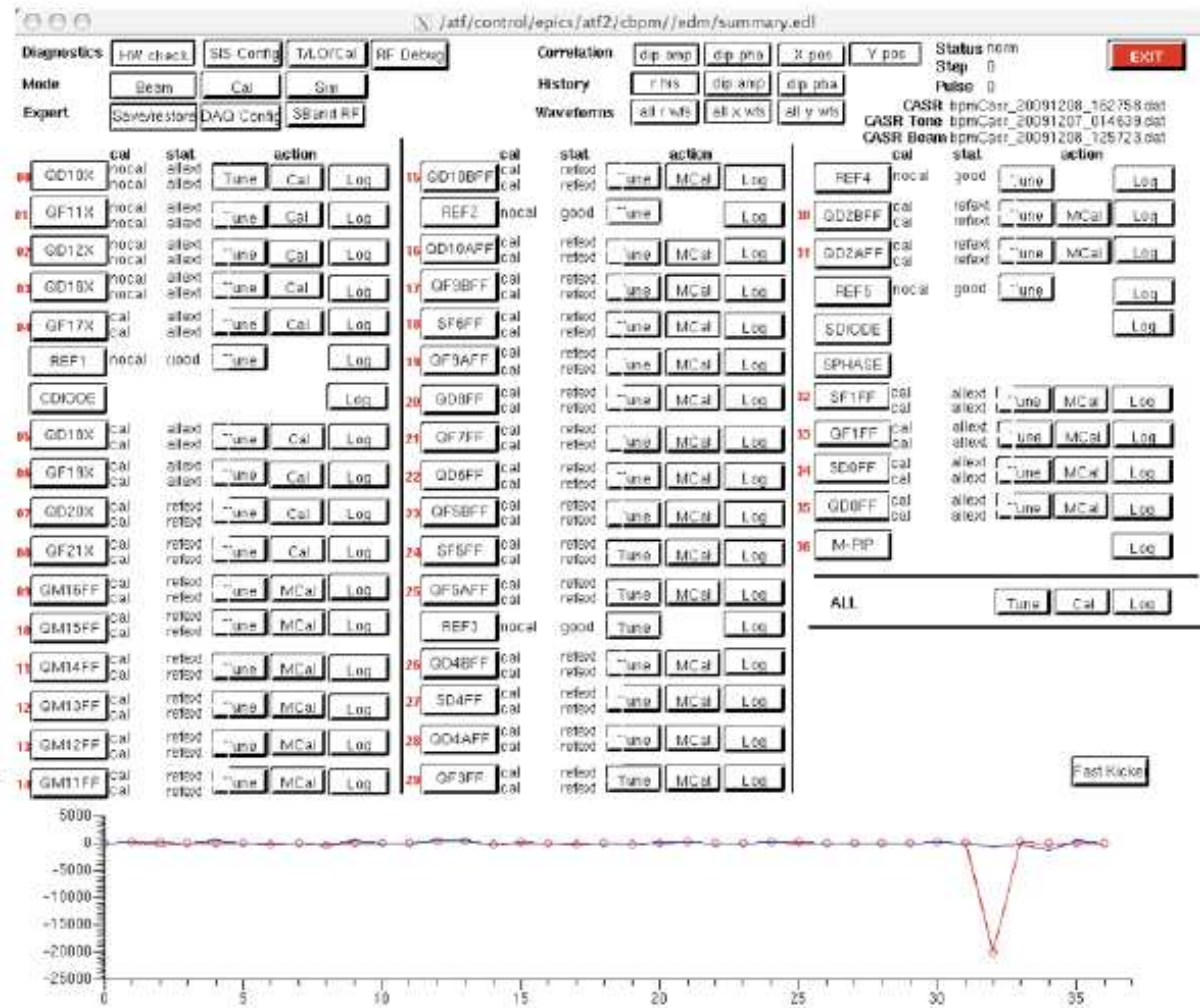 /atf/control/epics/atf2/cbpm//edm/summary.edl
Diagnostics HW check SIS Config T/LO/Cal RF Debug Correlation dip amp dip pha X pos Y pos Status norm EXIT
Step 0
Mode Beam Cal Sim History r his dip amp dip pha Pulse 0
CASR bpmCasr_20091208_162758.dat
Expert Save/restore DAQ Config SBand RF Waveforms all r wfs all x wfs all y wfs
CASR Tone bpmCasr_20091207_014639.dat
CASR Beam bpmCasr_20091208_125723.dat
cal stat action
QD10X nocal allext Tune Cal Log
nocal allext
01 QF11X nocal allext Tune Cal Log
nocal allext
02 QD12X nocal allext Tune Cal Log
nocal allext
03 QD16X nocal allext Tune Cal Log
nocal allext
04 QF17X cal allext Tune Cal Log
cal allext
REF1 nocal good Tune Log
CDIODE Log
05 QD18X cal allext Tune Cal Log
cal allext
06 QF19X cal allext Tune Cal Log
cal allext
07 QD20X cal refext Tune Cal Log
cal refext
08 QF21X cal refext Tune Cal Log
cal refext
09 QM16FF cal refext Tune MCal Log
cal refext
10 QM15FF cal refext Tune MCal Log
cal refext
11 QM14FF cal refext Tune MCal Log
cal refext
12 QM13FF cal refext Tune MCal Log
cal refext
13 QM12FF cal refext Tune MCal Log
cal refext
14 QM11FF cal refext Tune MCal Log
cal refext
cal stat action
15 QD10BFF cal refext Tune MCal Log
cal refext
REF2 nocal good Tune Log
16 QD10AFF cal refext Tune MCal Log
cal refext
17 QF9BFF cal refext Tune MCal Log
cal refext
18 SF6FF cal refext Tune MCal Log
cal refext
19 QF9AFF cal refext Tune MCal Log
cal refext
20 QD8FF cal refext Tune MCal Log
cal refext
21 QF7FF cal refext Tune MCal Log
cal refext
22 QD6FF cal refext Tune MCal Log
cal refext
23 QF5BFF cal refext Tune MCal Log
cal refext
24 SF5FF cal refext Tune MCal Log
cal refext
25 QF5AFF cal refext Tune MCal Log
cal refext
REF3 nocal good Tune Log
26 QD4BFF cal refext Tune MCal Log
cal refext
27 SD4FF cal refext Tune MCal Log
cal refext
28 QD4AFF cal refext Tune MCal Log
cal refext
29 QF3FF cal refext Tune MCal Log
cal refext
cal stat action
REF4 nocal good Tune Log
30 QD2BFF cal refext Tune MCal Log
cal refext
31 QD2AFF cal refext Tune MCal Log
cal refext
REF5 nocal good Tune Log
SDIODE Log
SPHASE
32 SF1FF cal allext Tune MCal Log
cal allext
33 QF1FF cal allext Tune MCal Log
cal allext
34 SD0FF cal allext Tune MCal Log
cal allext
35 QD0FF cal allext Tune MCal Log
cal allext
36 M-PIP Log
ALL Tune Cal Log
Fast Kicker
5000
0
-5000
-10000
-15000
-20000
-25000
0 5 10 15 20 25 30 35